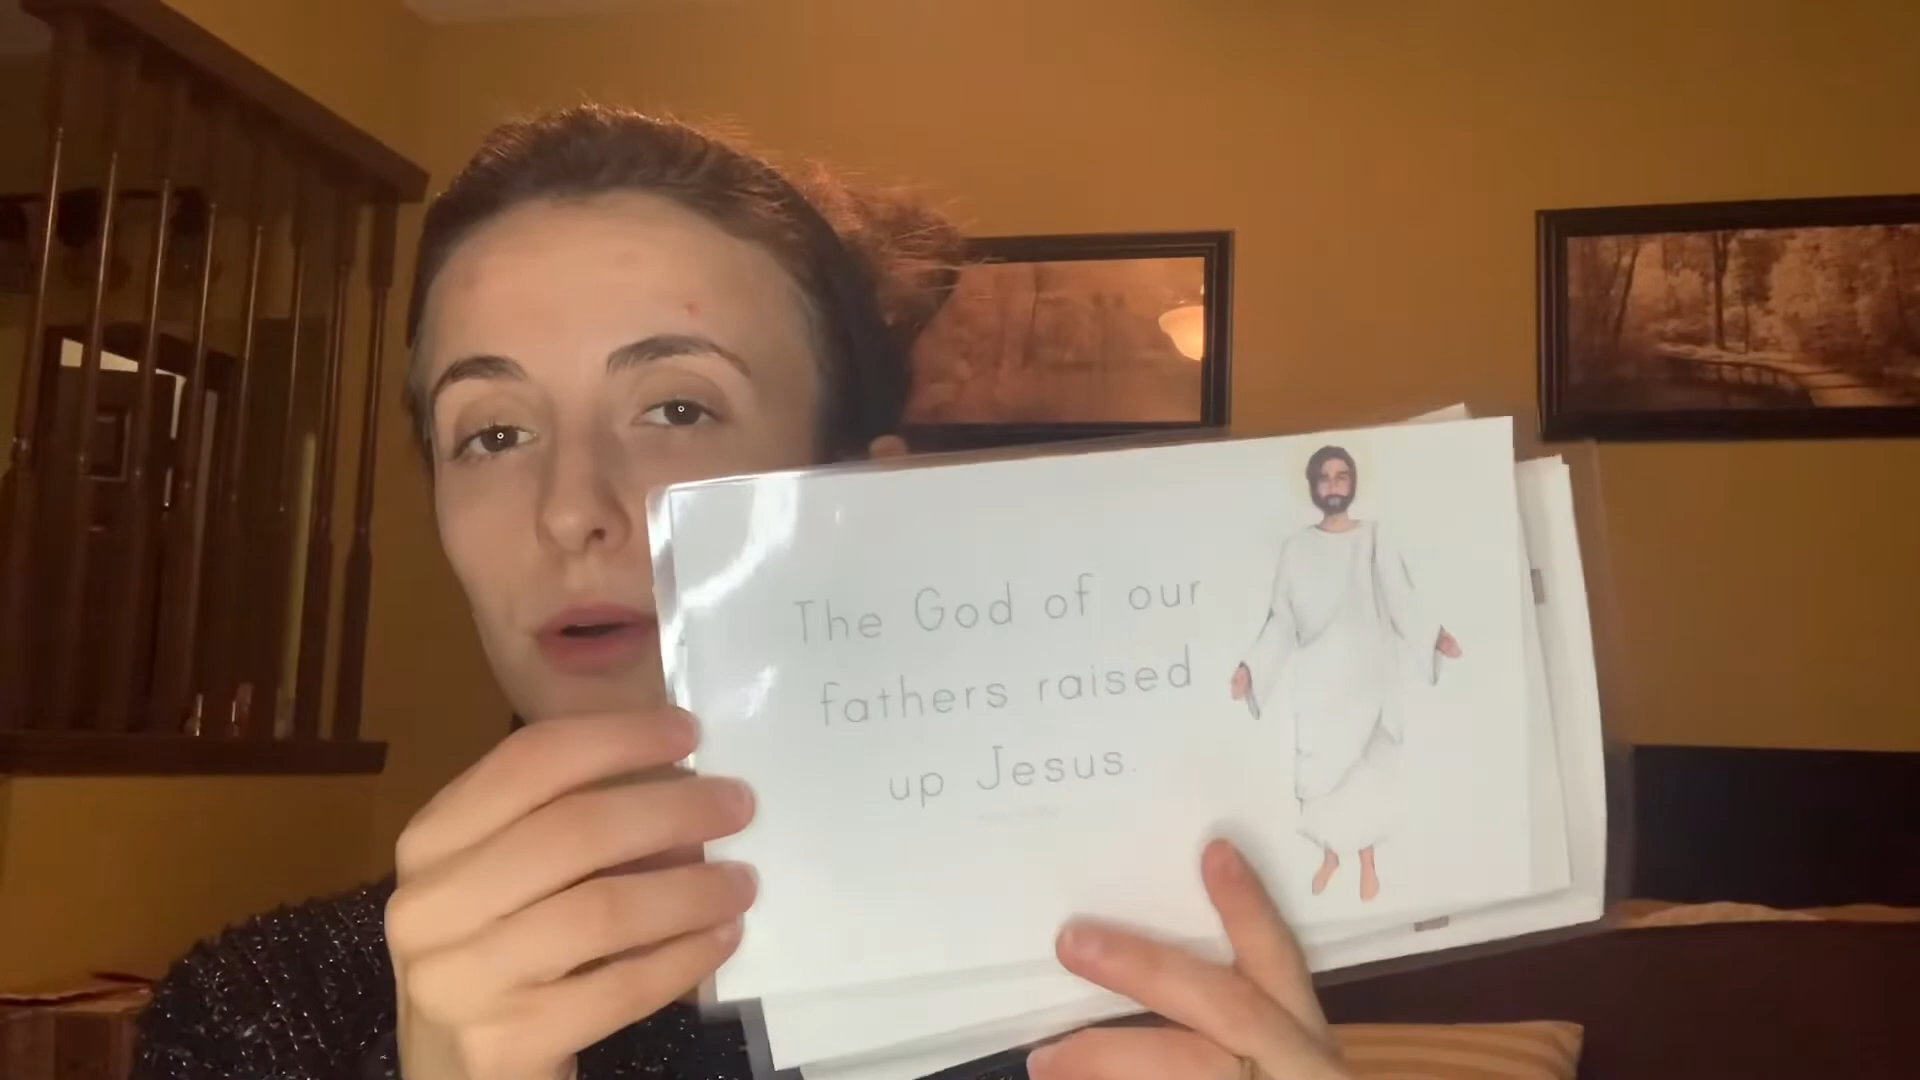 The God of our
fathers raised
up Jesus.